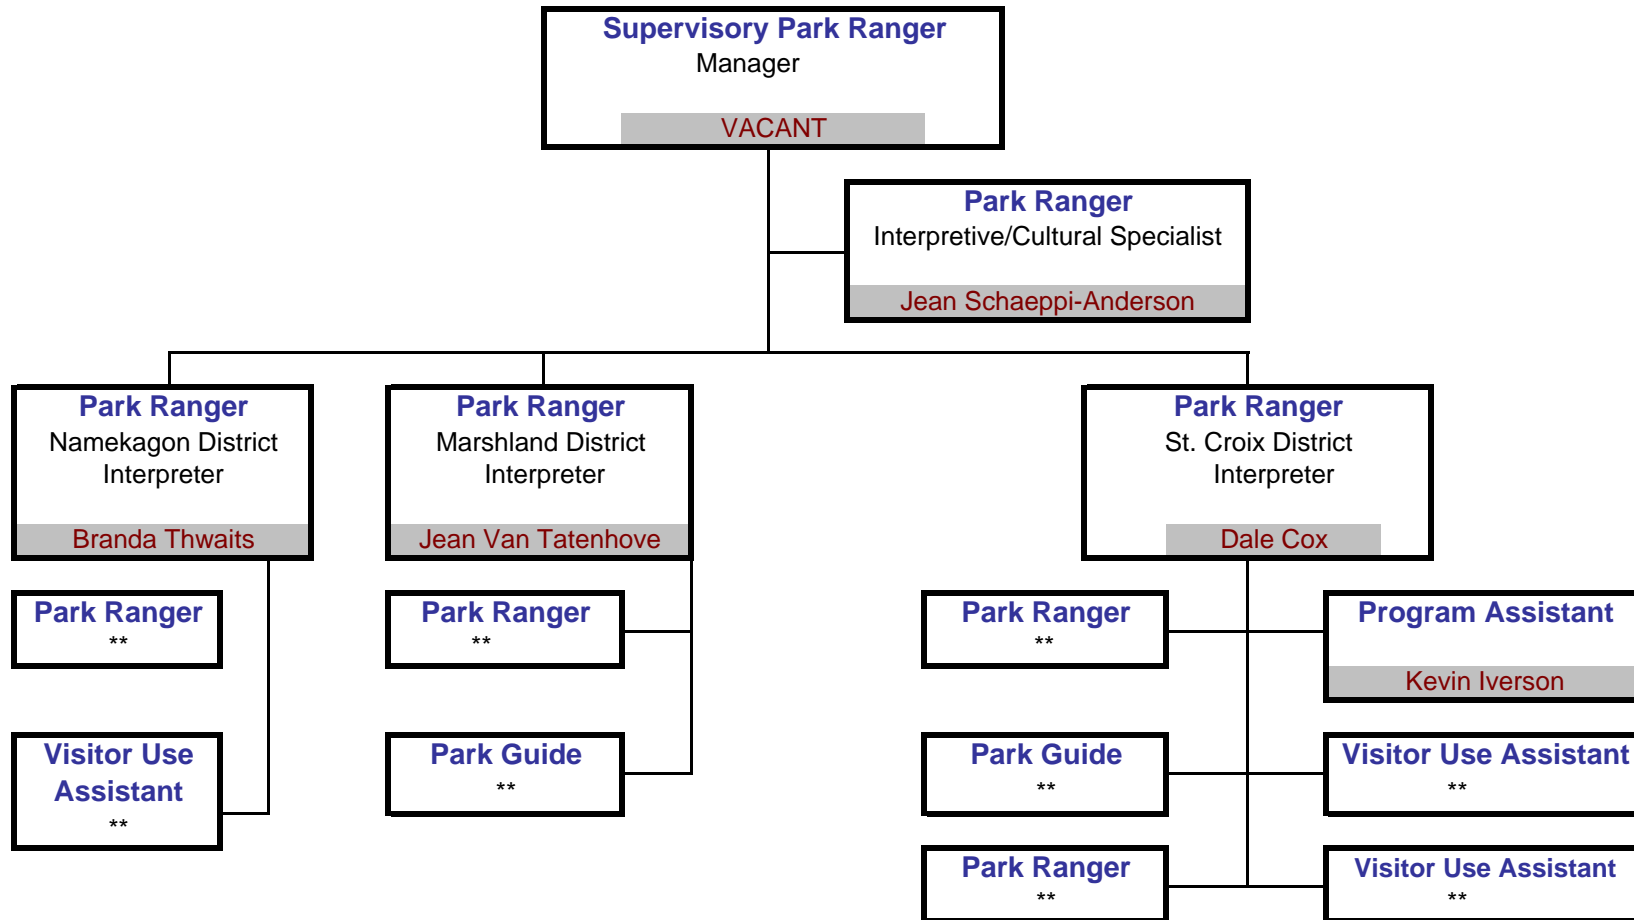 Supervisory Park Ranger
Manager
VACANT
Park Ranger
Interpretive/Cultural Specialist
Jean Schaeppi-Anderson
Park Ranger
Namekagon District
Interpreter
Branda Thwaits
Park Ranger
Marshland District
Interpreter
Jean Van Tatenhove
Park Ranger
St. Croix District
Interpreter
Dale Cox
Park Ranger
**
Visitor Use
Assistant
**
Park Ranger
**
Park Guide
**
Park Ranger
**
Program Assistant
Kevin Iverson
Park Guide
**
Visitor Use Assistant
**
Park Ranger
**
Visitor Use Assistant
**